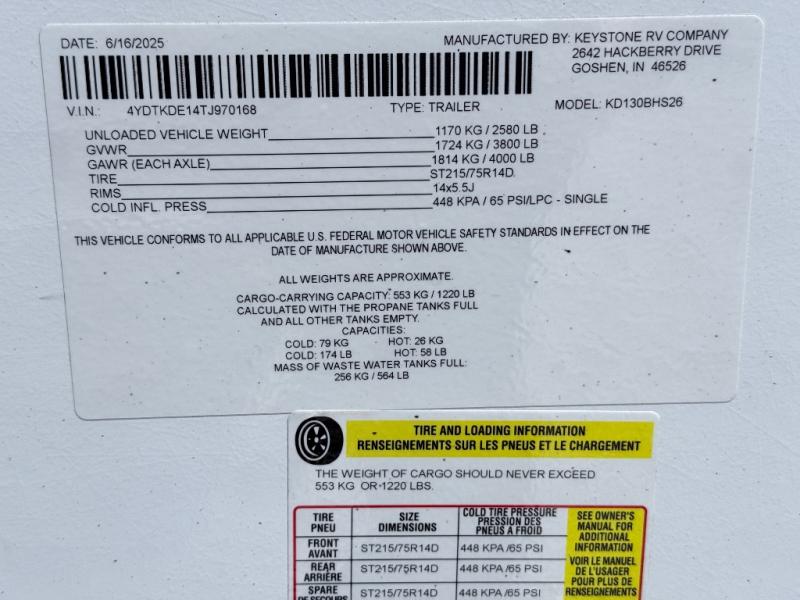 DATE: 6/16/2025
MANUFACTURED BY: KEYSTONE RV COMPANY
2642 HACKBERRY DRIVE
GOSHEN, IN 46526
V.I.N.: 4YDTKDE14TJ970168 TYPE: TRAILER MODEL: KD130BHS26
UNLOADED VEHICLE WEIGHT 1170 KG / 2580 LB
GVWR 1724 KG / 3800 LB
GAWR (EACH AXLE) 1814 KG / 4000 LB
TIRE ST215/75R14D
RIMS 14x5.5J
COLD INFL. PRESS 448 KPA / 65 PSI/LPC - SINGLE
THIS VEHICLE CONFORMS TO ALL APPLICABLE U.S. FEDERAL MOTOR VEHICLE SAFETY STANDARDS IN EFFECT ON THE
DATE OF MANUFACTURE SHOWN ABOVE.
ALL WEIGHTS ARE APPROXIMATE.
CARGO-CARRYING CAPACITY: 553 KG / 1220 LB
CALCULATED WITH THE PROPANE TANKS FULL
AND ALL OTHER TANKS EMPTY.
CAPACITIES:
COLD: 79 KG HOT: 26 KG
COLD: 174 LB HOT: 58 LB
MASS OF WASTE WATER TANKS FULL:
256 KG / 564 LB
TIRE AND LOADING INFORMATION
RENSEIGNEMENTS SUR LES PNEUS ET LE CHARGEMENT
THE WEIGHT OF CARGO SHOULD NEVER EXCEED
553 KG OR 1220 LBS.
TIRE
PNEU
SIZE
DIMENSIONS
COLD TIRE PRESSURE
PRESSION DES
PNEUS A FROID
SEE OWNER'S
MANUAL FOR
ADDITIONAL
INFORMATION
VOIR LE MANUEL
DE L'USAGER
POUR PLUS DE
RENSEIGNEMENTS
FRONT
AVANT
ST215/75R14D 448 KPA /65 PSI
REAR
ARRIÈRE
ST215/75R14D 448 KPA /65 PSI
SPARE
DE SECOURS
ST215/75R14D 448 KPA /65 PSI